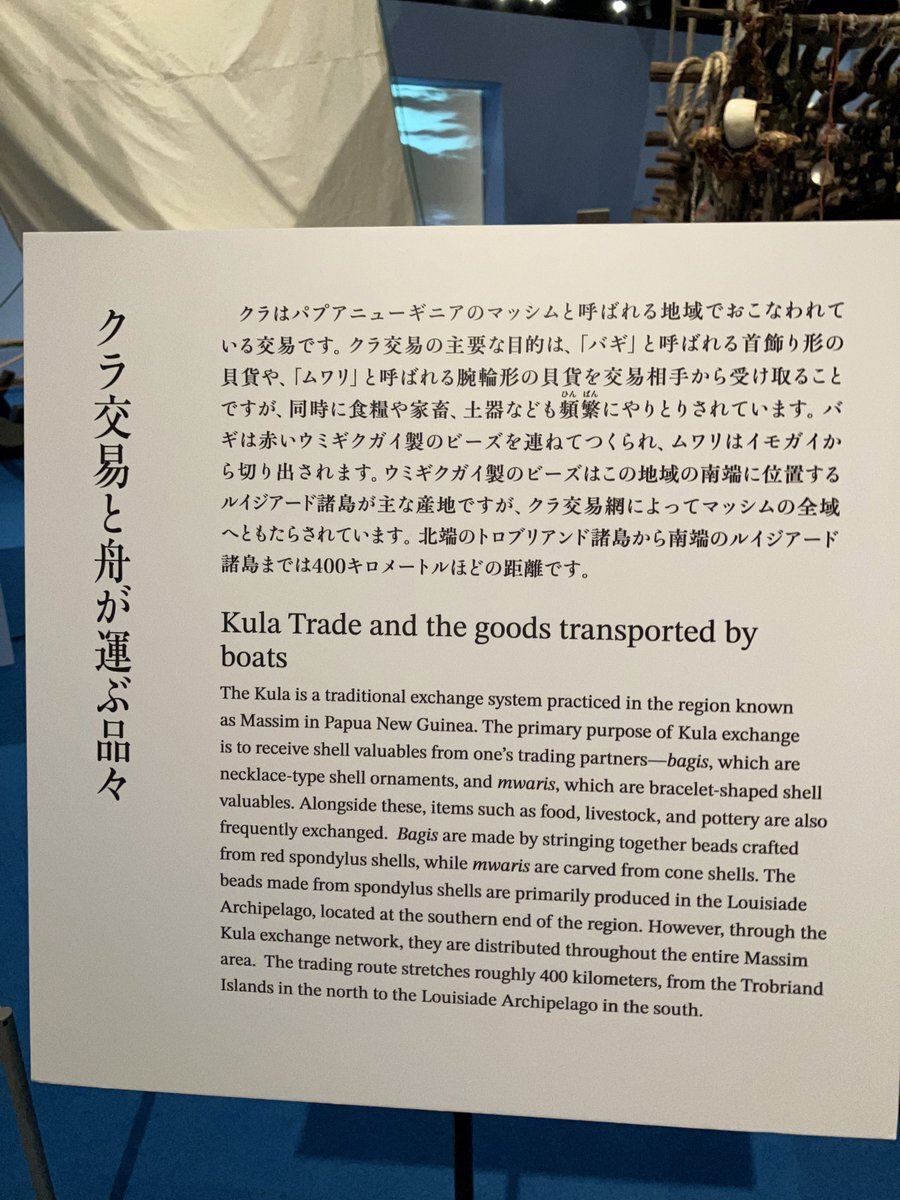 クラ交易と舟が運ぶ品々
クラはパプアニューギニアのマッシムと呼ばれる地域でおこなわれて
いる交易です。クラ交易の主要な目的は、「バギ」と呼ばれる首飾り形の
貝貨や、「ムワリ」と呼ばれる腕輪形の貝貨を交易相手から受け取ること
ひん ぱん
ですが、同時に食糧や家畜、土器なども頻繁にやりとりされています。バ
ギは赤いウミギクガイ製のビーズを連ねてつくられ、ムワリはイモガイか
ら切り出されます。ウミギクガイ製のビーズはこの地域の南端に位置する
ルイジアード諸島が主な産地ですが、クラ交易網によってマッシムの全域
へともたらされています。北端のトロブリアンド諸島から南端のルイジアード
諸島までは400キロメートルほどの距離です。
Kula Trade and the goods transported by
boats
The Kula is a traditional exchange system practiced in the region known
as Massim in Papua New Guinea. The primary purpose of Kula exchange
is to receive shell valuables from one's trading partners—bagis, which are
necklace-type shell ornaments, and mwaris, which are bracelet-shaped shell
valuables. Alongside these, items such as food, livestock, and pottery are also
frequently exchanged. Bagis are made by stringing together beads crafted
from red spondylus shells, while mwaris are carved from cone shells. The
beads made from spondylus shells are primarily produced in the Louisiade
Archipelago, located at the southern end of the region. However, through the
Kula exchange network, they are distributed throughout the entire Massim
area. The trading route stretches roughly 400 kilometers, from the Trobriand
Islands in the north to the Louisiade Archipelago in the south.